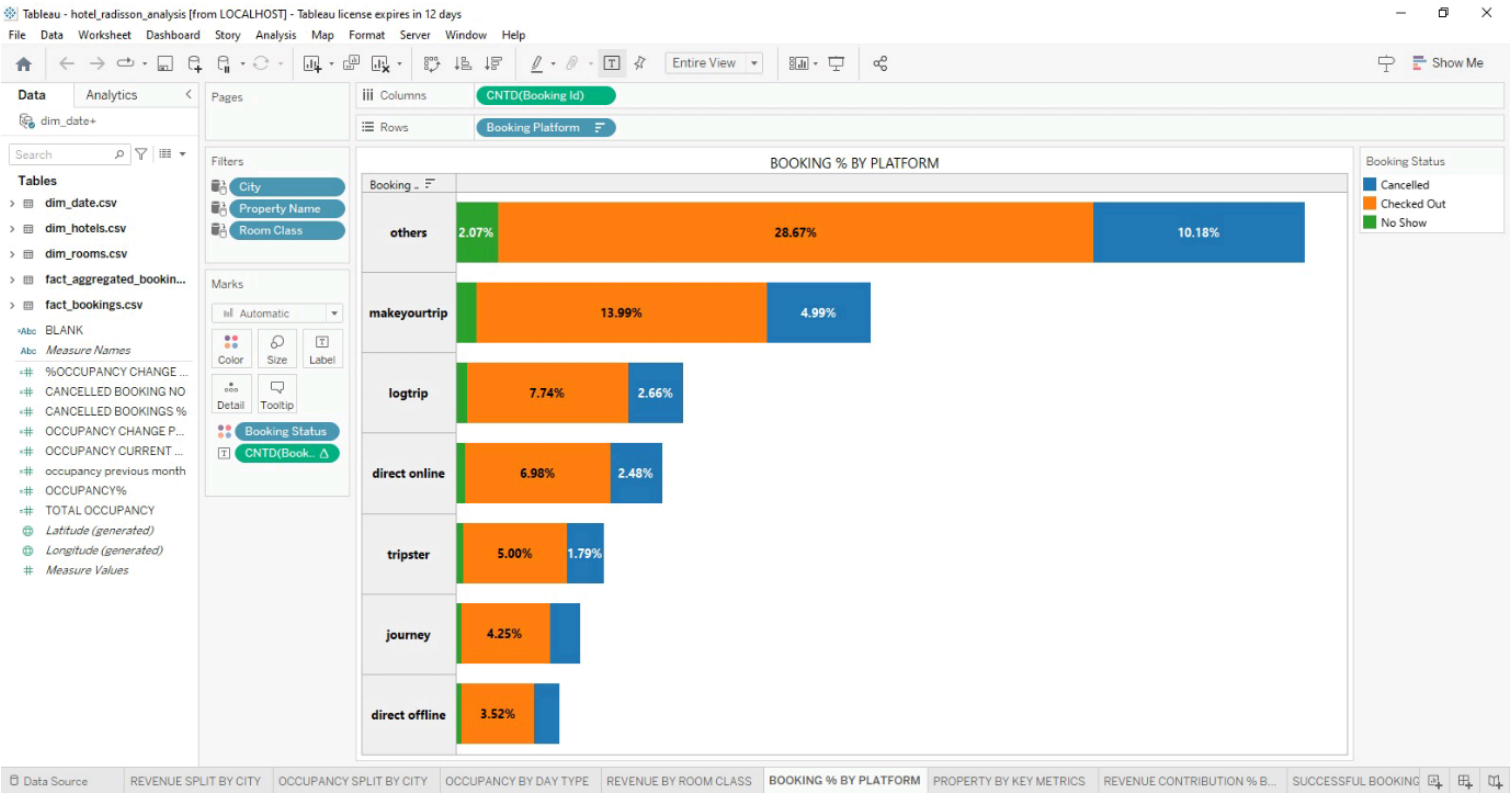 Tableau - hotel_radisson_analysis [from LOCALHOST] - Tableau license expires in 12 days
File Data Worksheet Dashboard Story Analysis Map Format Server Window Help
Entire View
Show Me
Data Analytics
dim_date+
Search
Tables
dim_date.csv
dim_hotels.csv
dim_rooms.csv
fact_aggregated_bookin...
fact_bookings.csv
=Abc BLANK
Abc Measure Names
=# %OCCUPANCY CHANGE ...
=# CANCELLED BOOKING NO
=# CANCELLED BOOKINGS %
=# OCCUPANCY CHANGE P...
=# OCCUPANCY CURRENT ...
=# occupancy previous month
=# OCCUPANCY%
=# TOTAL OCCUPANCY
Latitude (generated)
Longitude (generated)
# Measure Values
Pages
Filters
City
Property Name
Room Class
Marks
Automatic
Color Size Label
Detail Tooltip
Booking Status
CNTD(Book.. Δ
Columns CNTD(Booking Id)
Rows Booking Platform
BOOKING % BY PLATFORM
Booking ..
others 2.07% 28.67% 10.18%
makeyourtrip 13.99% 4.99%
logtrip 7.74% 2.66%
direct online 6.98% 2.48%
tripster 5.00% 1.79%
journey 4.25%
direct offline 3.52%
Booking Status
Cancelled
Checked Out
No Show
Data Source REVENUE SPLIT BY CITY OCCUPANCY SPLIT BY CITY OCCUPANCY BY DAY TYPE REVENUE BY ROOM CLASS BOOKING % BY PLATFORM PROPERTY BY KEY METRICS REVENUE CONTRIBUTION % B... SUCCESSFUL BOOKING